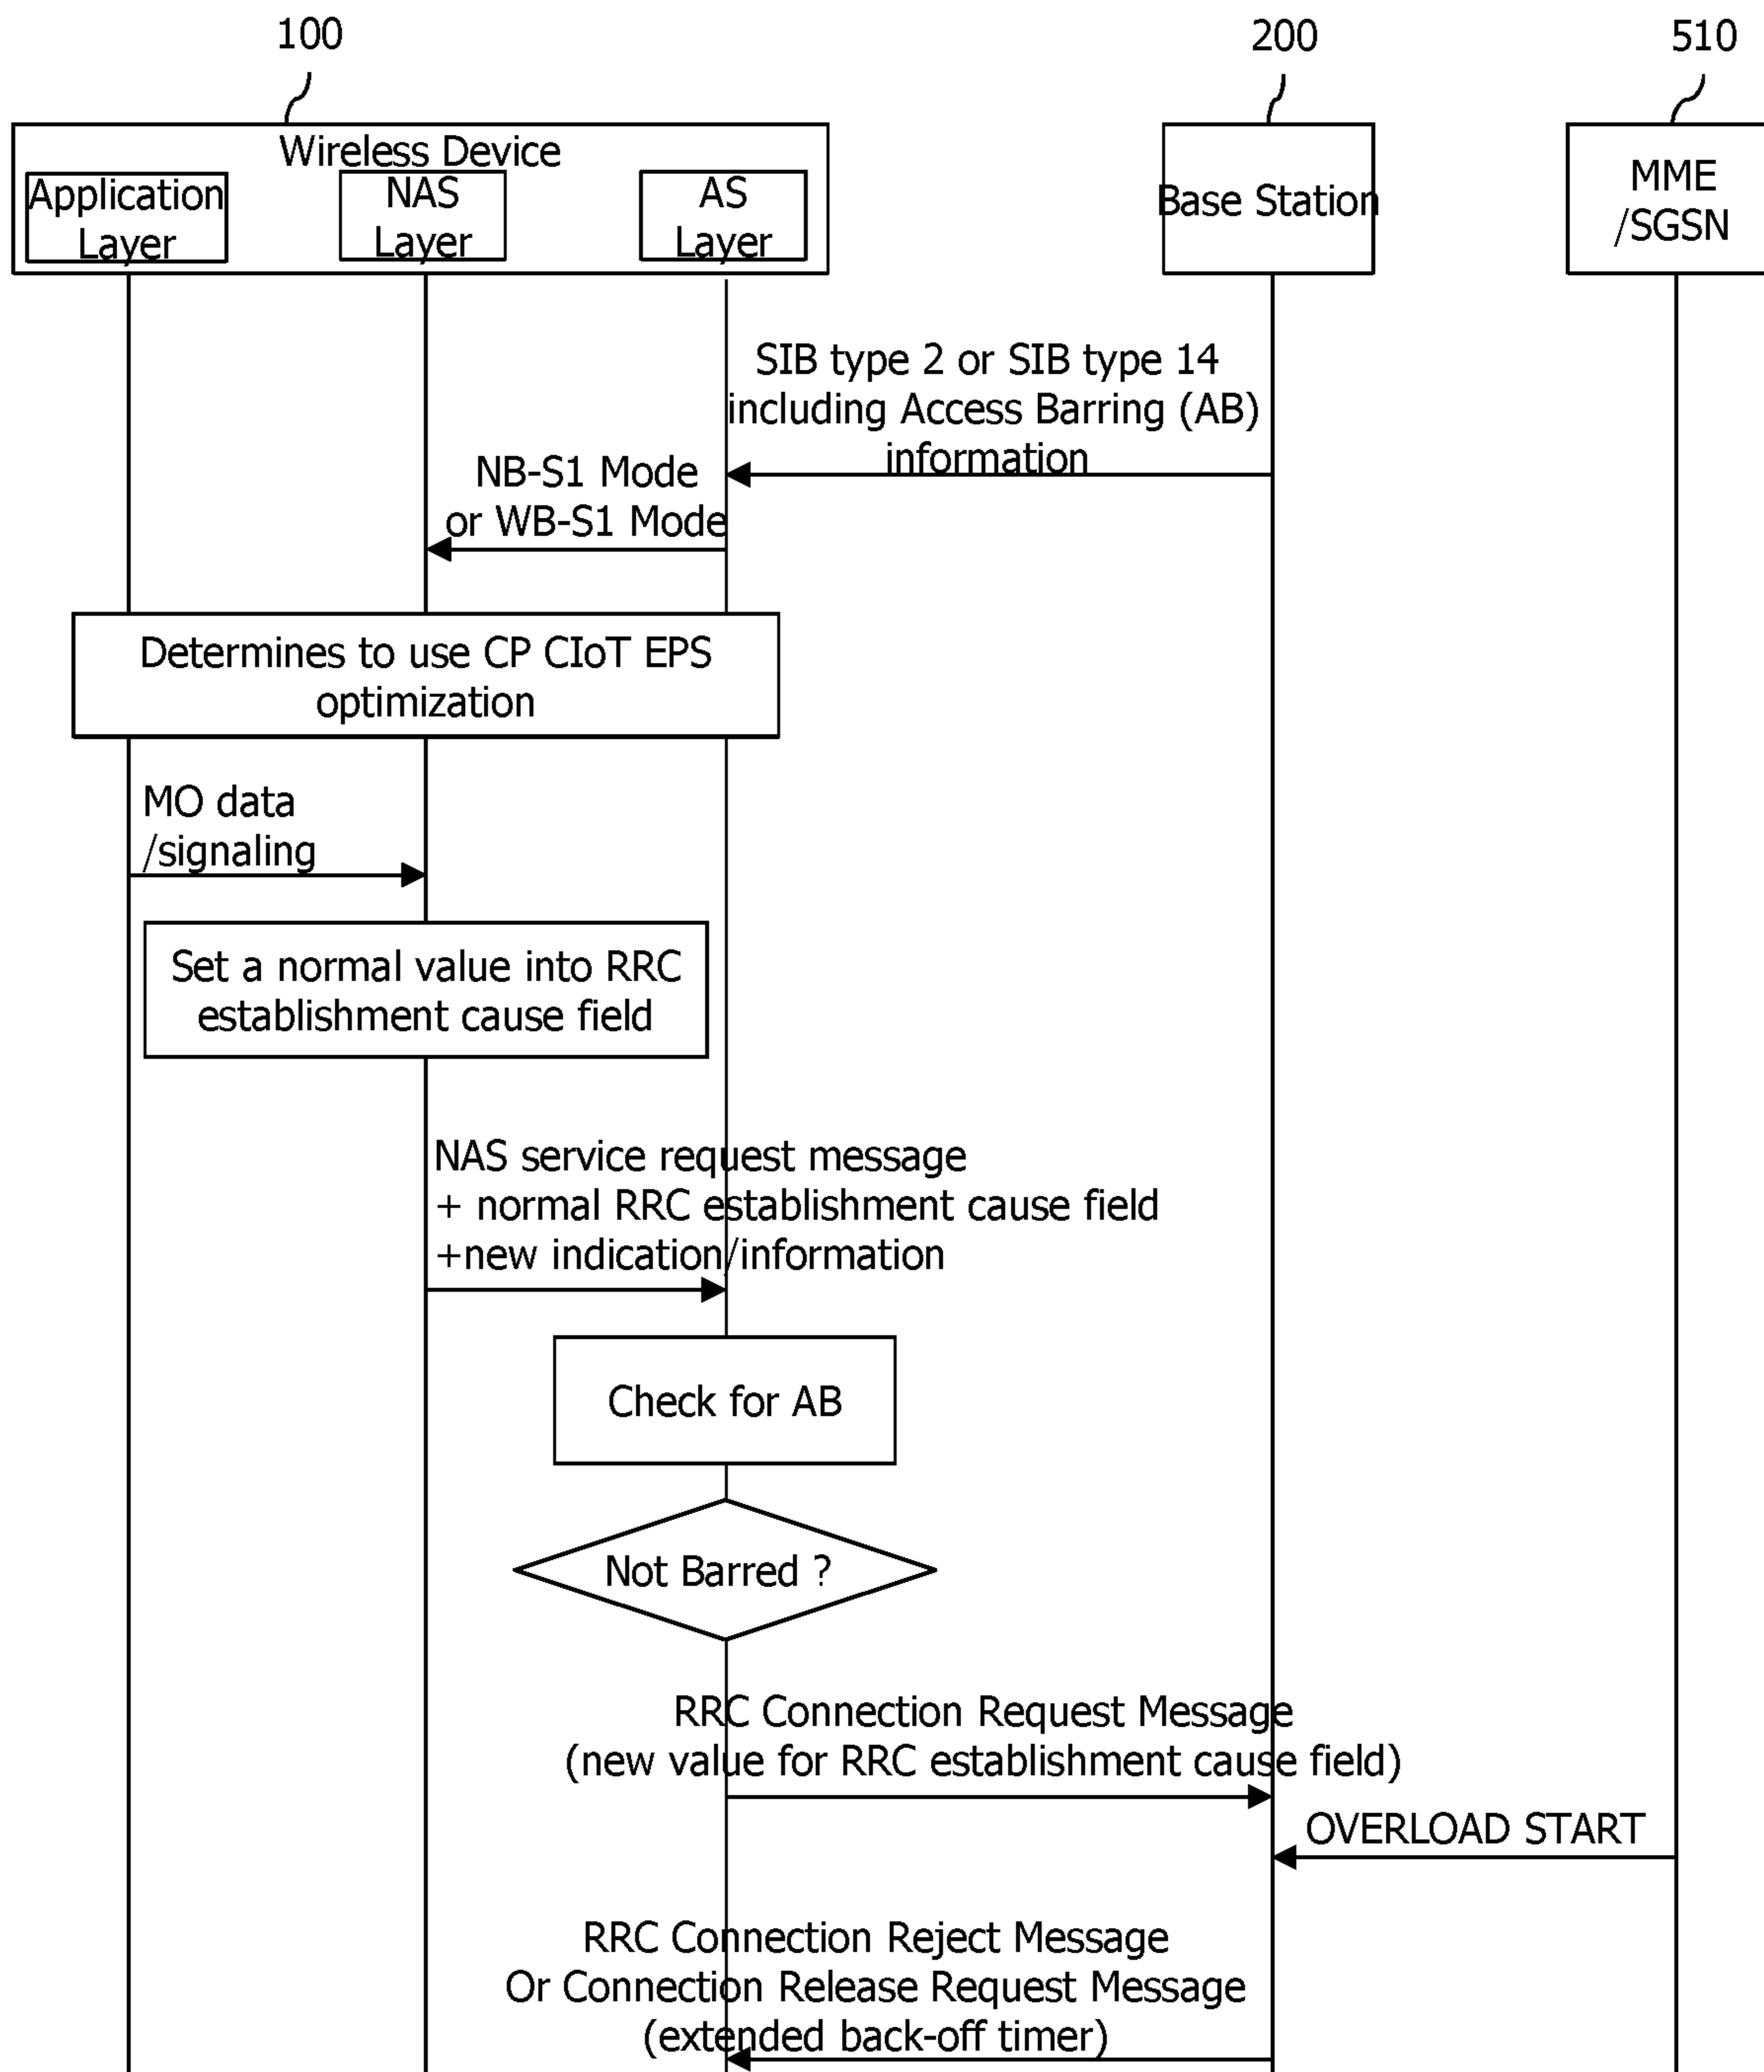 100
200
510
Wireless Device
Application
Layer
NAS
Layer
AS
Layer
Base Station
MME
/SGSN
SIB type 2 or SIB type 14
including Access Barring (AB)
information
NB-S1 Mode
or WB-S1 Mode
Determines to use CP CIoT EPS
optimization
MO data
/signaling
Set a normal value into RRC
establishment cause field
NAS service request message
+ normal RRC establishment cause field
+new indication/information
Check for AB
Not Barred ?
RRC Connection Request Message
(new value for RRC establishment cause field)
OVERLOAD START
RRC Connection Reject Message
Or Connection Release Request Message
(extended back-off timer)